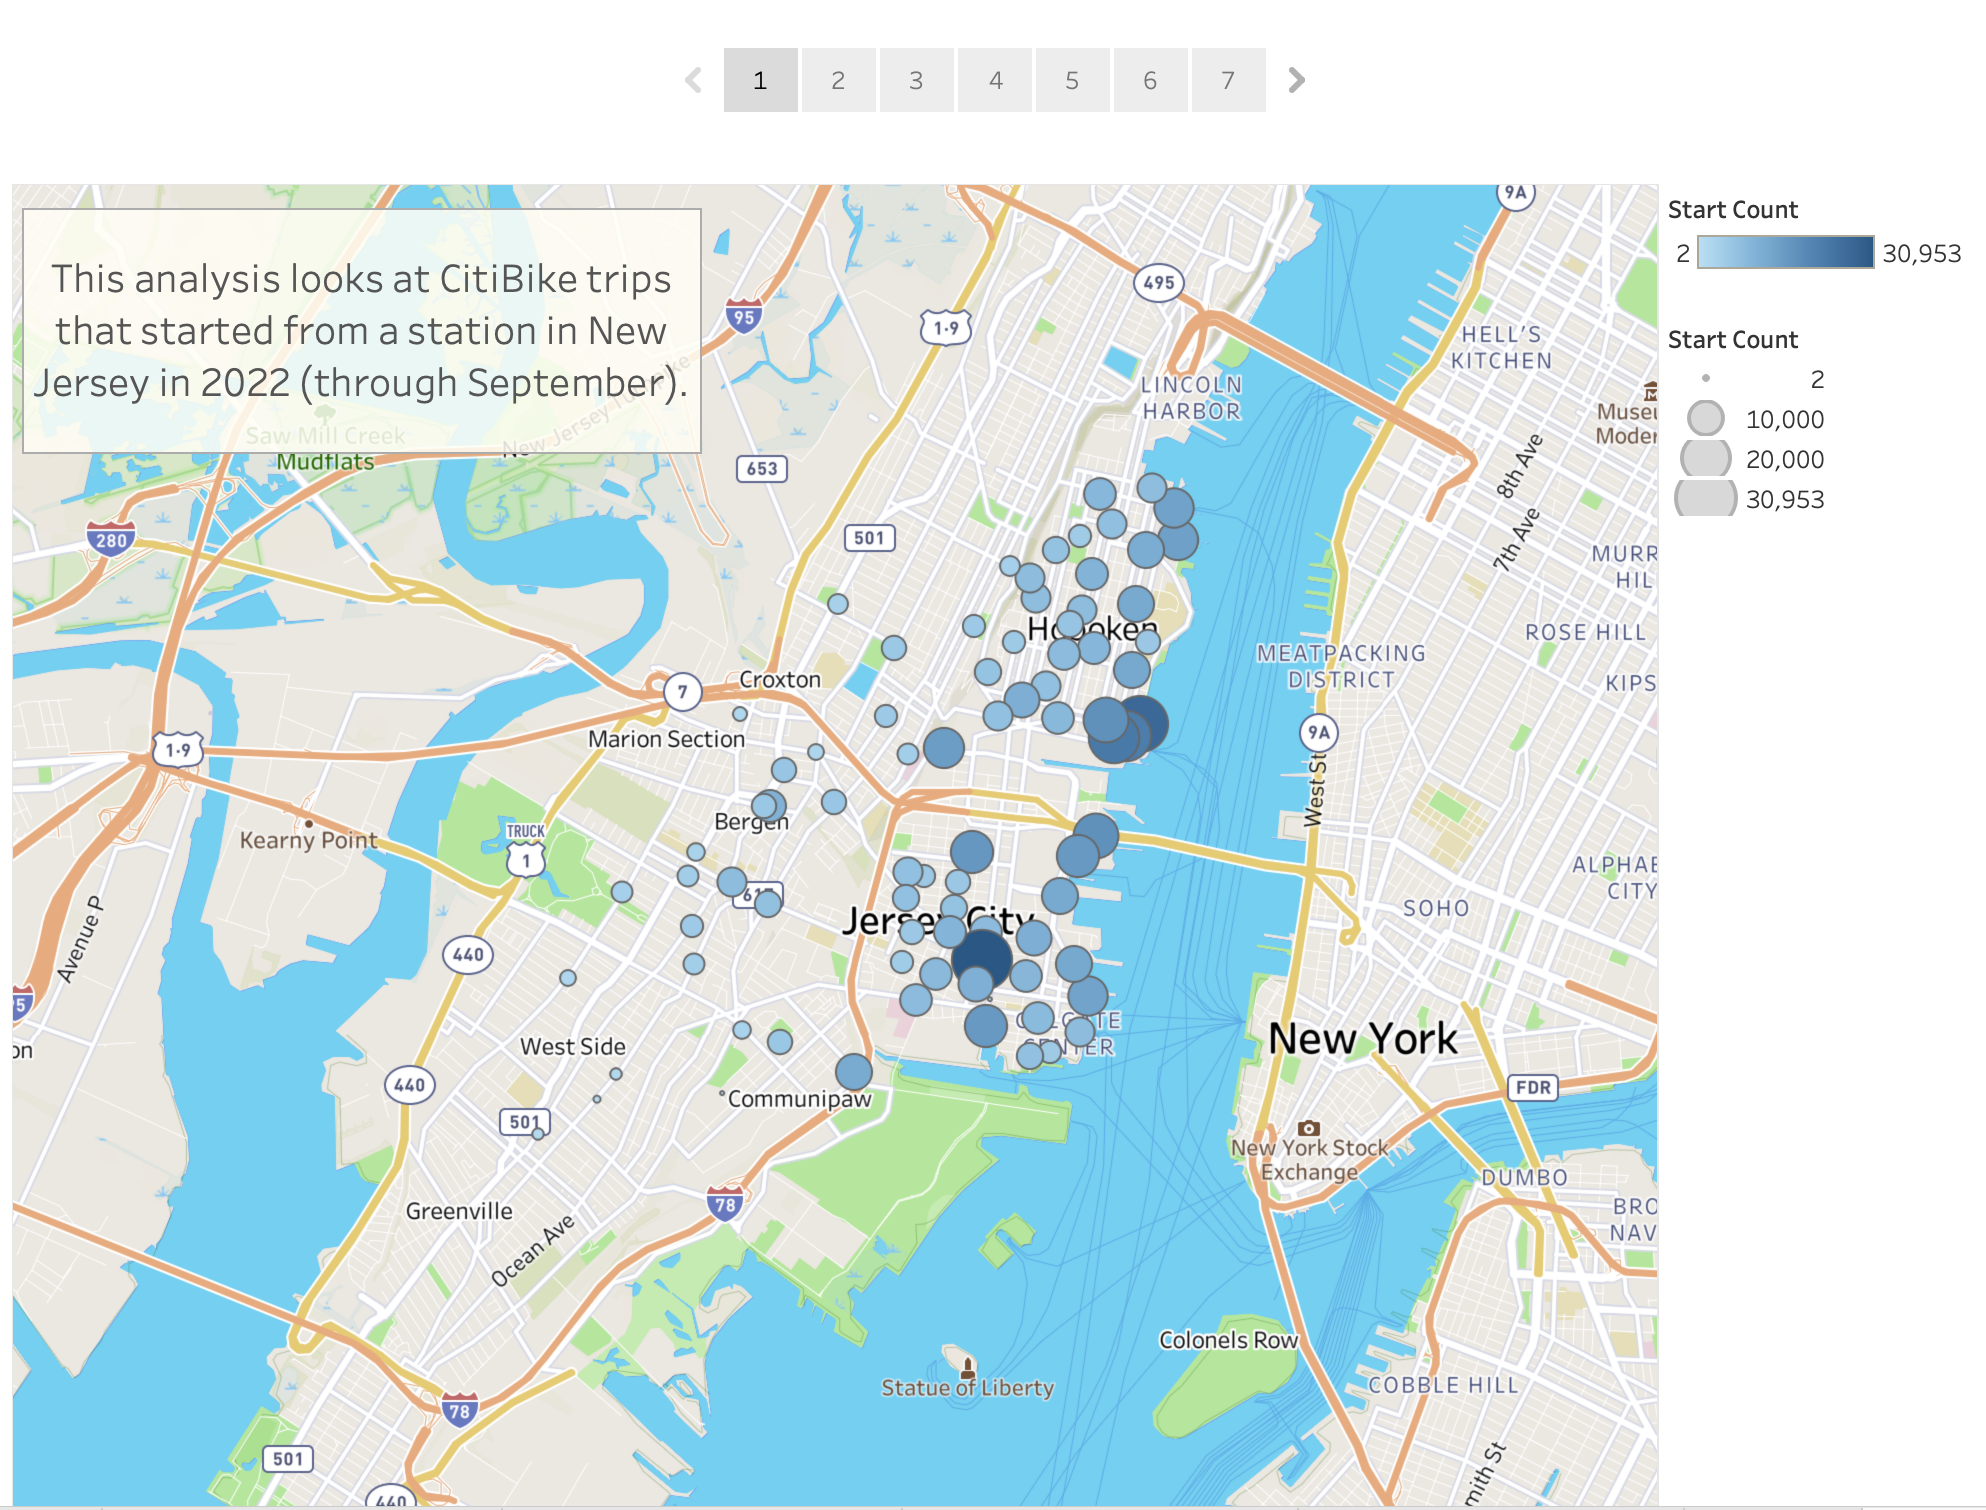 1 2 3 4 5 6 7
This analysis looks at CitiBike trips
that started from a station in New
Jersey in 2022 (through September).
Start Count
2 30,953
Start Count
2
10,000
20,000
30,953
9A
495
95
1·9
HELL'S
KITCHEN
LINCOLN
HARBOR
Museu
Moder
Saw Mill Creek
Mudflats
New Jersey Turnpike
653
8th Ave
7th Ave
280
501
MURR
HIL
Hoboken
ROSE HILL
MEATPACKING
DISTRICT
KIPS
Croxton
7
1·9
Marion Section
9A
West St
Bergen
TRUCK
1
Kearny Point
617
ALPHAB
CITY
SOHO
Jersey City
Avenue P
440
5
COLGATE
CENTER
New York
on
West Side
440
FDR
Communipaw
501
New York Stock
Exchange
DUMBO
78
Greenville
BRO
NAV
Ocean Ave
Colonels Row
Statue of Liberty
COBBLE HILL
78
501
mith St
440